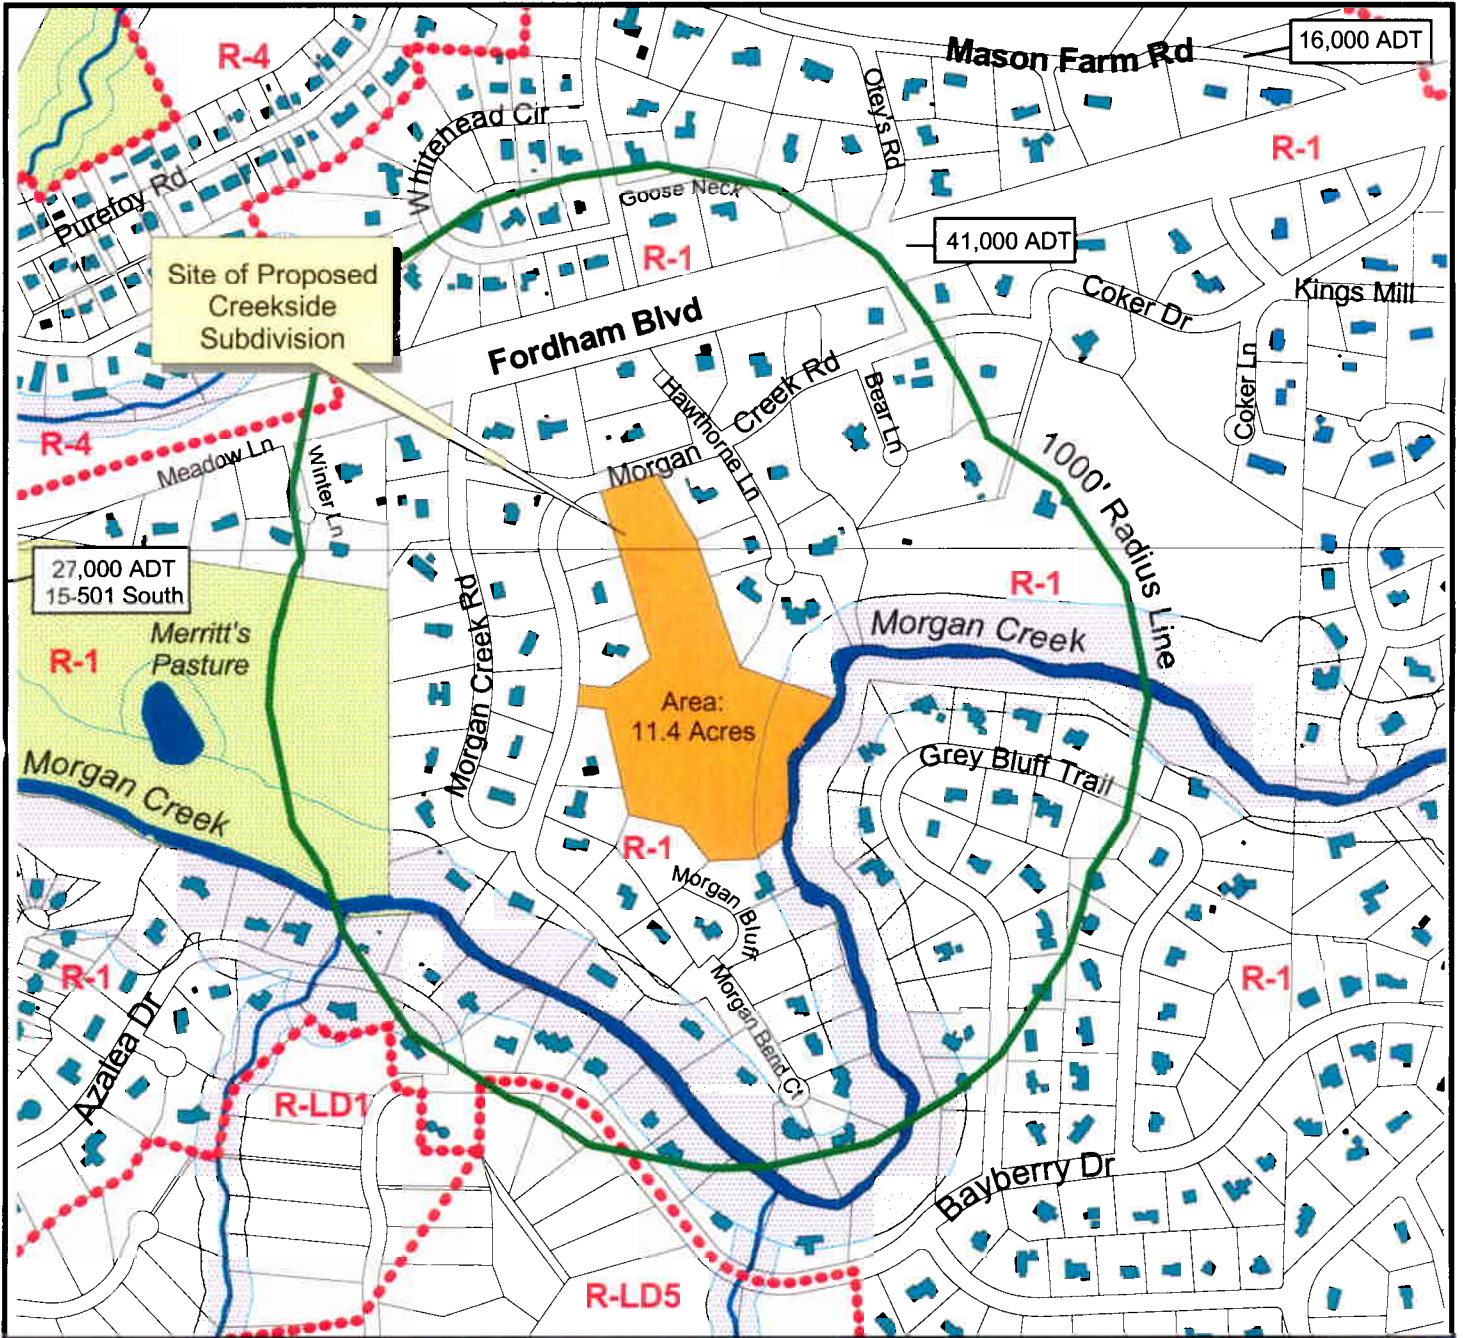 Mason Farm Rd
16,000 ADT
R-4
Otey's Rd
Whitehead Cir
R-1
Purefoy Rd
Goose Neck
41,000 ADT
R-1
Site of Proposed
Creekside
Subdivision
Coker Dr
Kings Mill
Fordham Blvd
Hawthorne Ln
Morgan Creek Rd
Bear Ln
Coker Ln
R-4
Meadow Ln
Winter Ln
1000' Radius Line
27,000 ADT
15-501 South
R-1
Merritt's
Pasture
R-1
Morgan Creek Rd
Morgan Creek
Area:
11.4 Acres
Grey Bluff Trail
Morgan Creek
R-1
Morgan Bluff
R-1
R-1
Morgan Bend Ct
Azalea Dr
R-LD1
Bayberry Dr
R-LD5